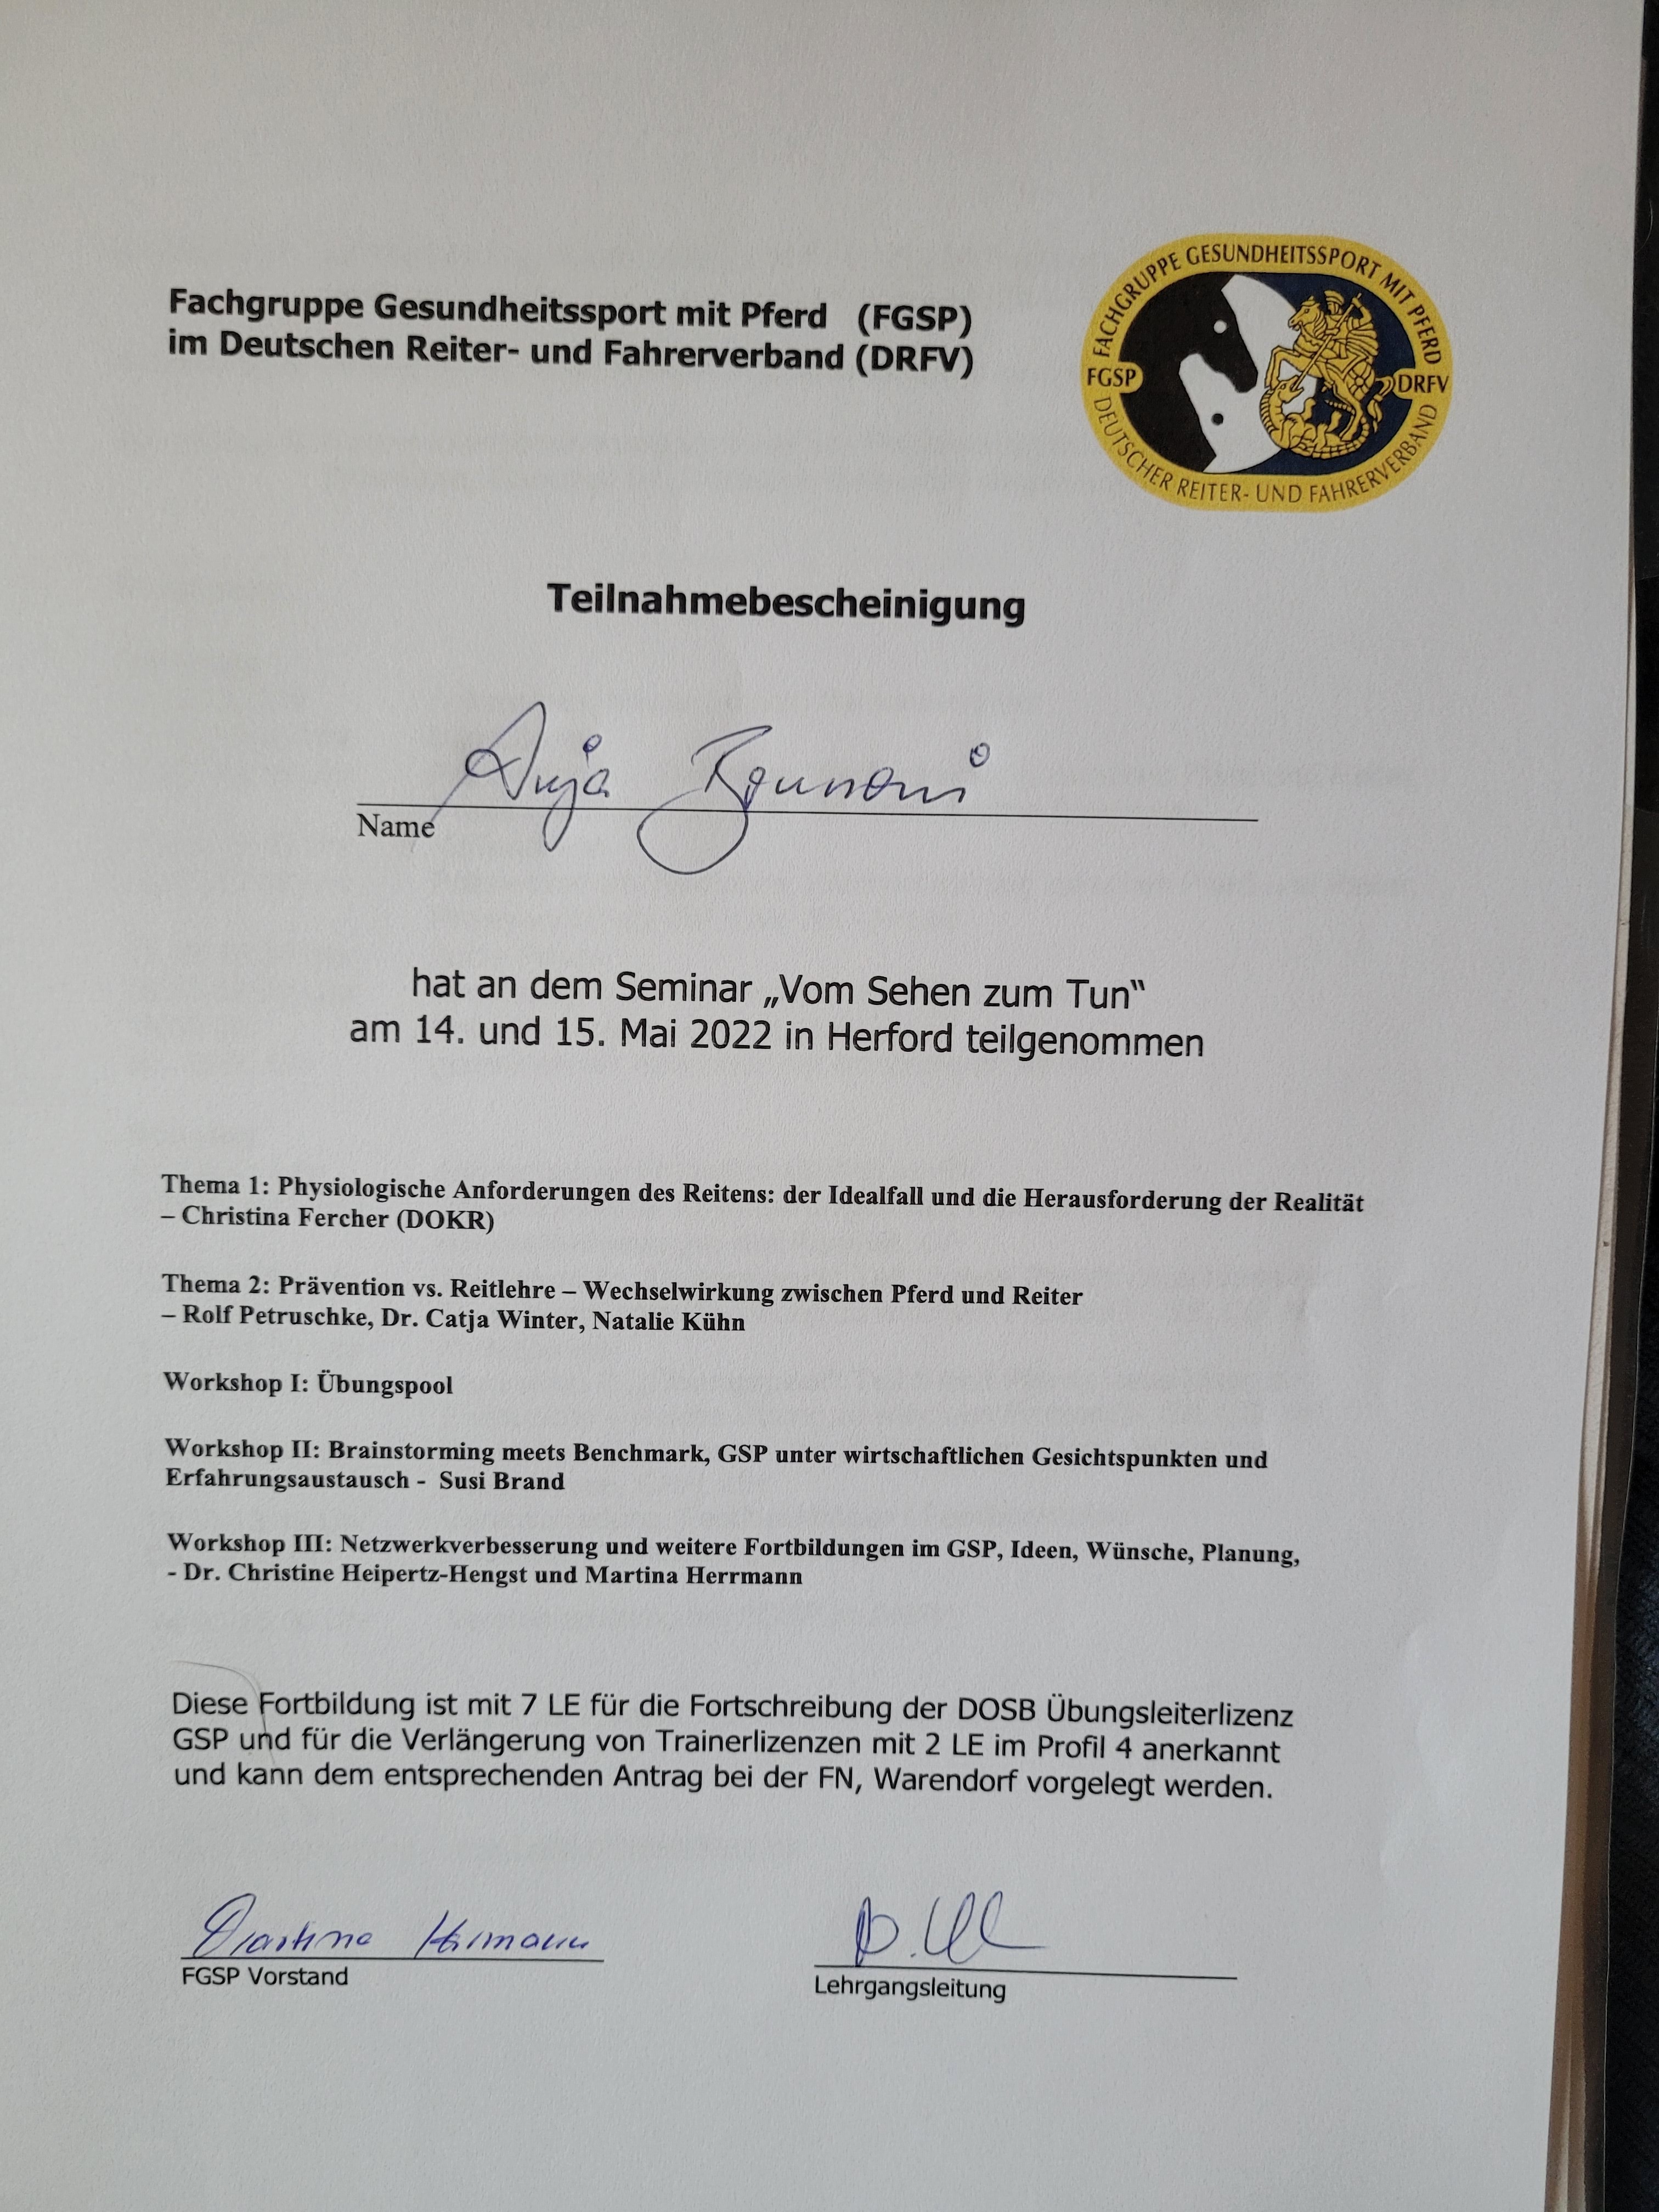 Fachgruppe Gesundheitssport mit Pferd (FGSP)
im Deutschen Reiter- und Fahrerverband (DRFV)
FACHGRUPPE GESUNDHEITSSPORT MIT PFERD
FGSP
DRFV
DEUTSCHER REITER- UND FAHRERVERBAND
Teilnahmebescheinigung
Anja
Name
hat an dem Seminar „Vom Sehen zum Tun“
am 14. und 15. Mai 2022 in Herford teilgenommen
Thema 1: Physiologische Anforderungen des Reitens: der Idealfall und die Herausforderung der Realität
– Christina Fercher (DOKR)
Thema 2: Prävention vs. Reitlehre – Wechselwirkung zwischen Pferd und Reiter
– Rolf Petruschke, Dr. Catja Winter, Natalie Kühn
Workshop I: Übungspool
Workshop II: Brainstorming meets Benchmark, GSP unter wirtschaftlichen Gesichtspunkten und
Erfahrungsaustausch - Susi Brand
Workshop III: Netzwerkverbesserung und weitere Fortbildungen im GSP, Ideen, Wünsche, Planung,
- Dr. Christine Heipertz-Hengst und Martina Herrmann
Diese Fortbildung ist mit 7 LE für die Fortschreibung der DOSB Übungsleiterlizenz
GSP und für die Verlängerung von Trainerlizenzen mit 2 LE im Profil 4 anerkannt
und kann dem entsprechenden Antrag bei der FN, Warendorf vorgelegt werden.
Martina Herrmann
FGSP Vorstand
Lehrgangsleitung